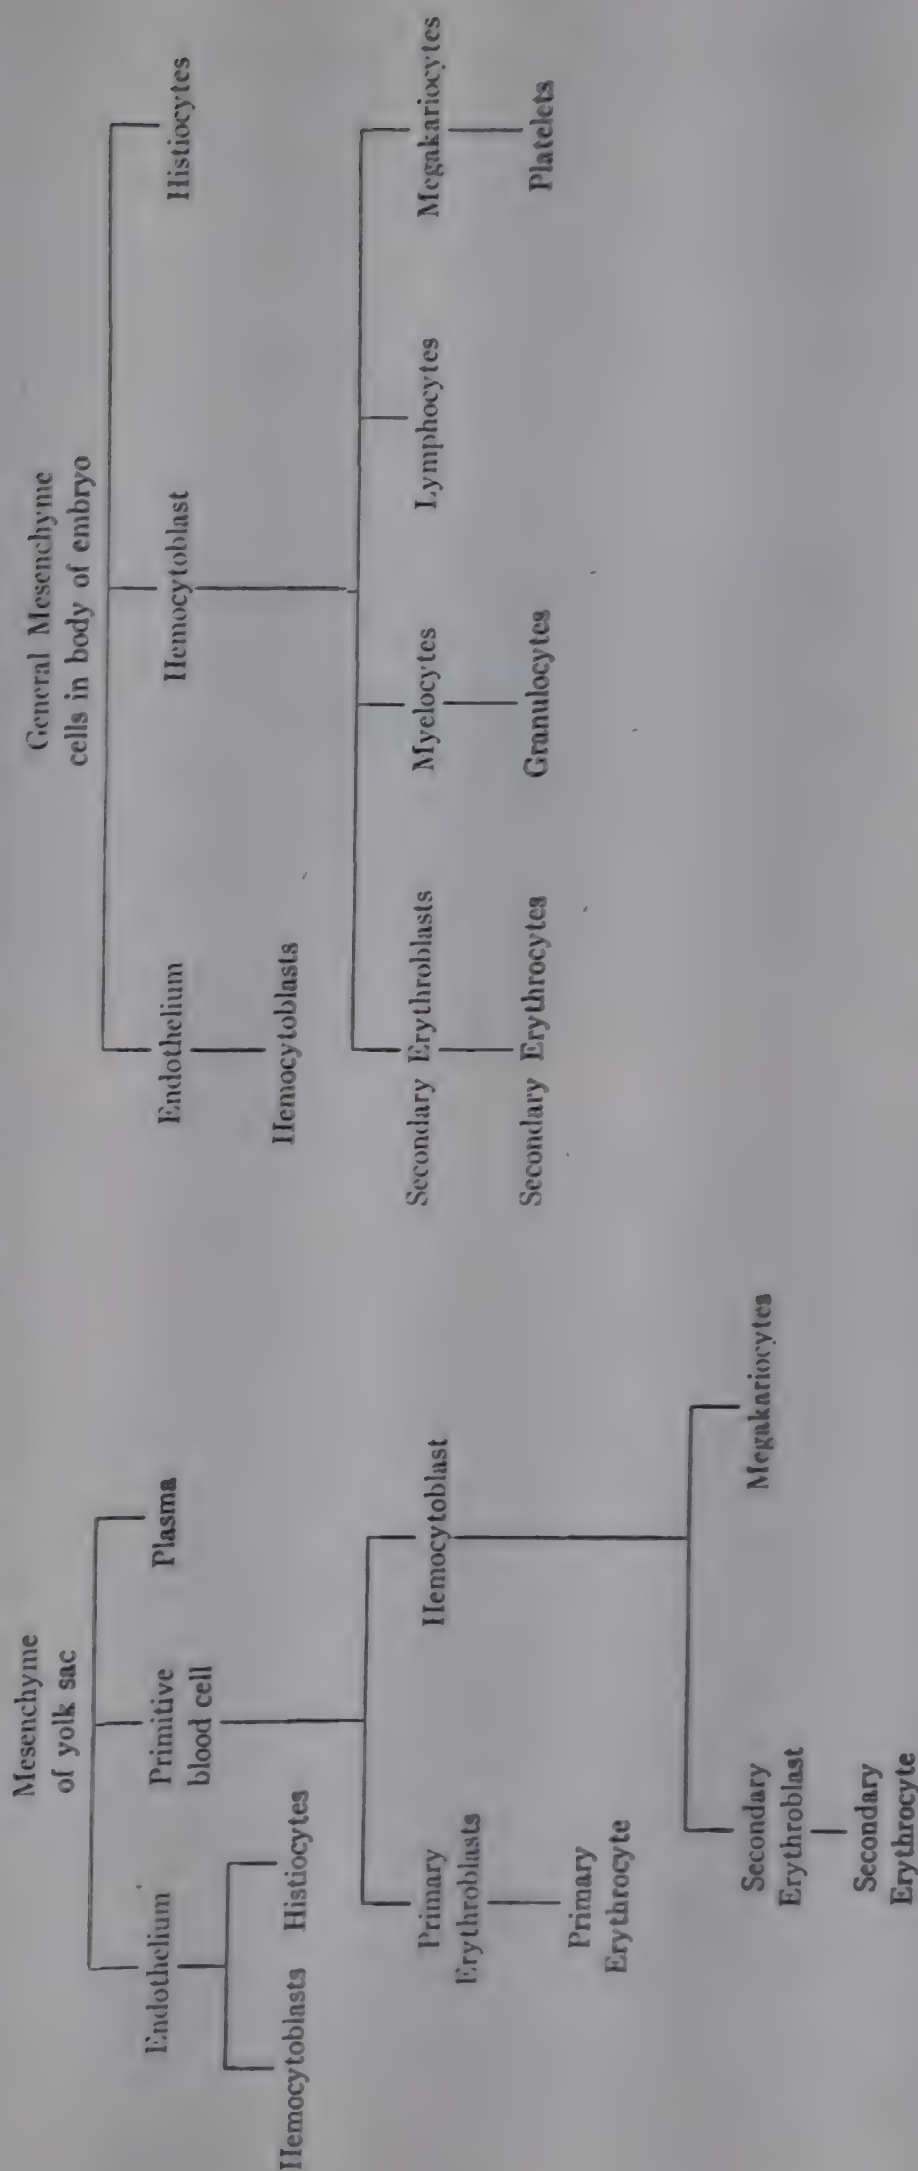 Mesenchyme
of yolk sac
Endothelium
Primitive
blood cell
Plasma
Hemocytoblasts
Histiocytes
Primary
Erythroblasts
Hemocytoblast
Primary
Erythrocyte
Secondary
Erythroblast
Megakariocytes
Secondary
Erythrocyte
General Mesenchyme
cells in body of embryo
Endothelium
Hemocytoblast
Histiocytes
Hemocytoblasts
Secondary Erythroblasts
Myelocytes
Lymphocytes
Megakariocytes
Secondary Erythrocytes
Granulocytes
Platelets